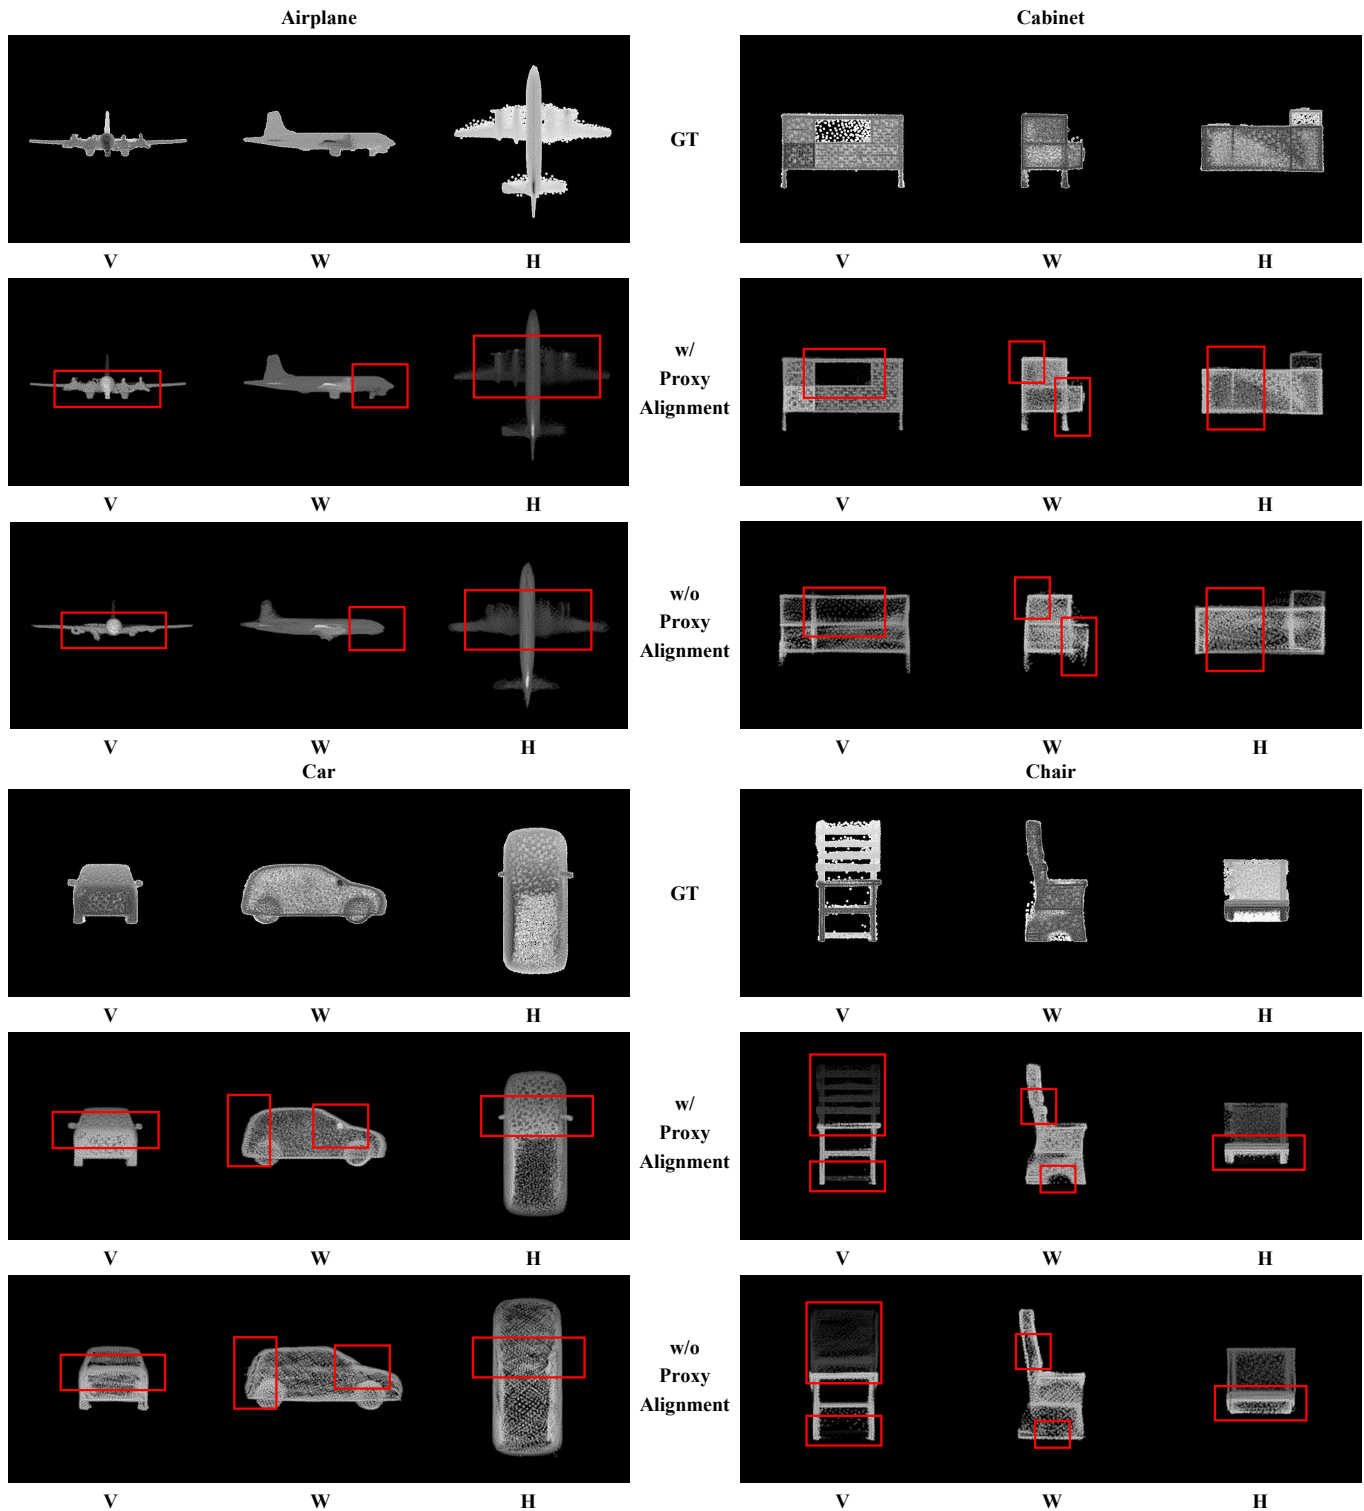 Airplane
Cabinet
GT
V W H
V W H
w/
Proxy
Alignment
V W H
V W H
w/o
Proxy
Alignment
V W H
V W H
Car
Chair
GT
V W H
V W H
w/
Proxy
Alignment
V W H
V W H
w/o
Proxy
Alignment
V W H
V W H